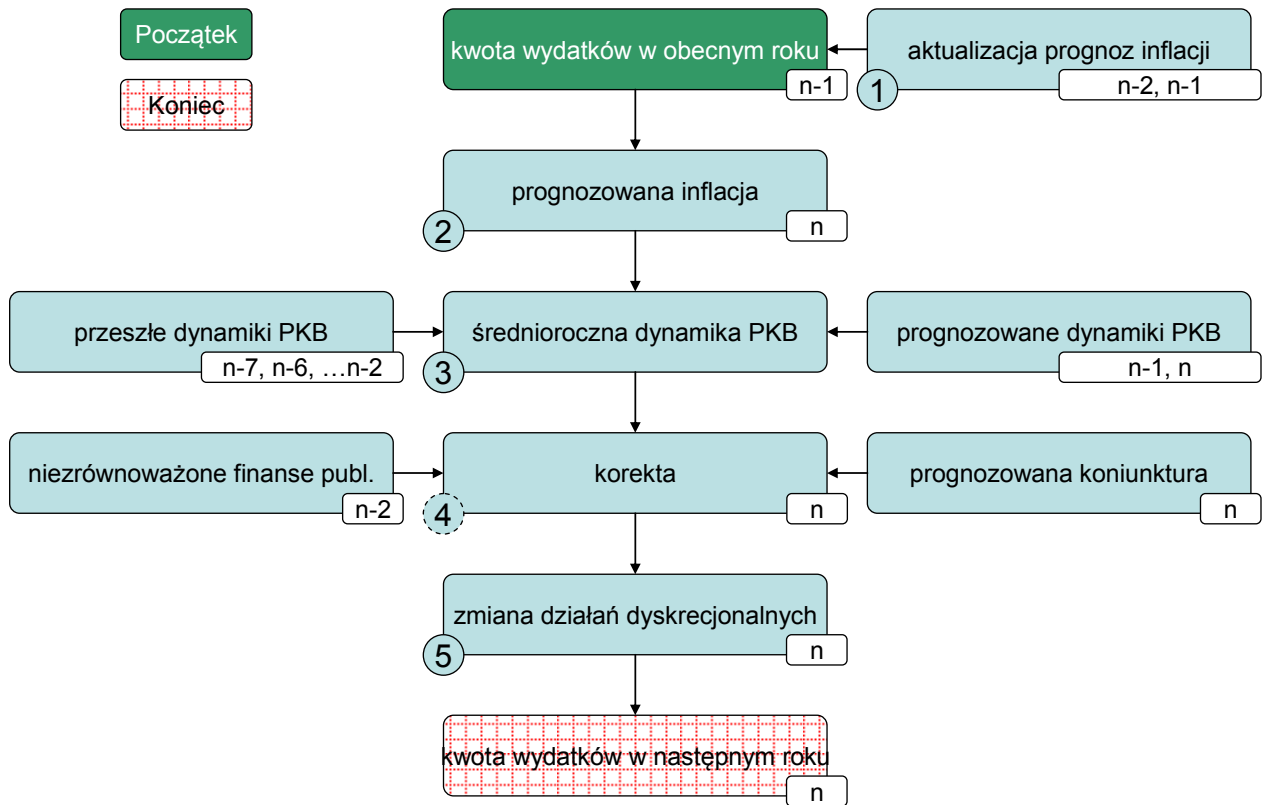 Początek
Koniec
kwota wydatków w obecnym roku
n-1
aktualizacja prognoz inflacji
n-2, n-1
1
prognozowana inflacja
n
2
przeszłe dynamiki PKB
n-7, n-6, …n-2
średnioroczna dynamika PKB
3
prognozowane dynamiki PKB
n-1, n
niezrównoważone finanse publ.
n-2
korekta
n
4
prognozowana koniunktura
n
zmiana działań dyskrecjonalnych
n
5
kwota wydatków w następnym roku
n